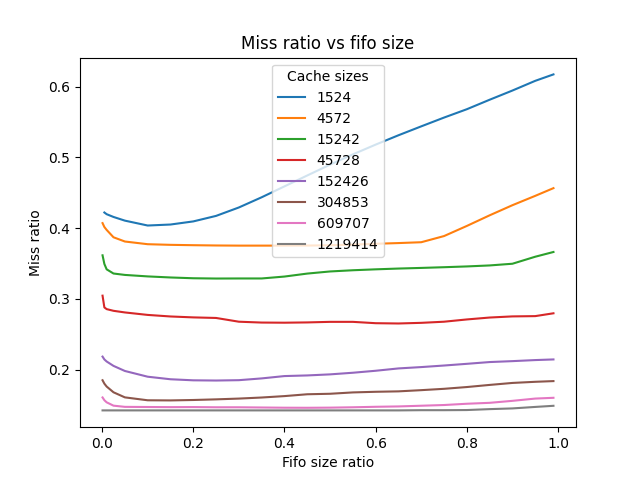 Miss ratio vs fifo size
Cache sizes
1524
4572
15242
45728
152426
304853
609707
1219414
Miss ratio
0.6
0.5
0.4
0.3
0.2
0.0 0.2 0.4 0.6 0.8 1.0
Fifo size ratio